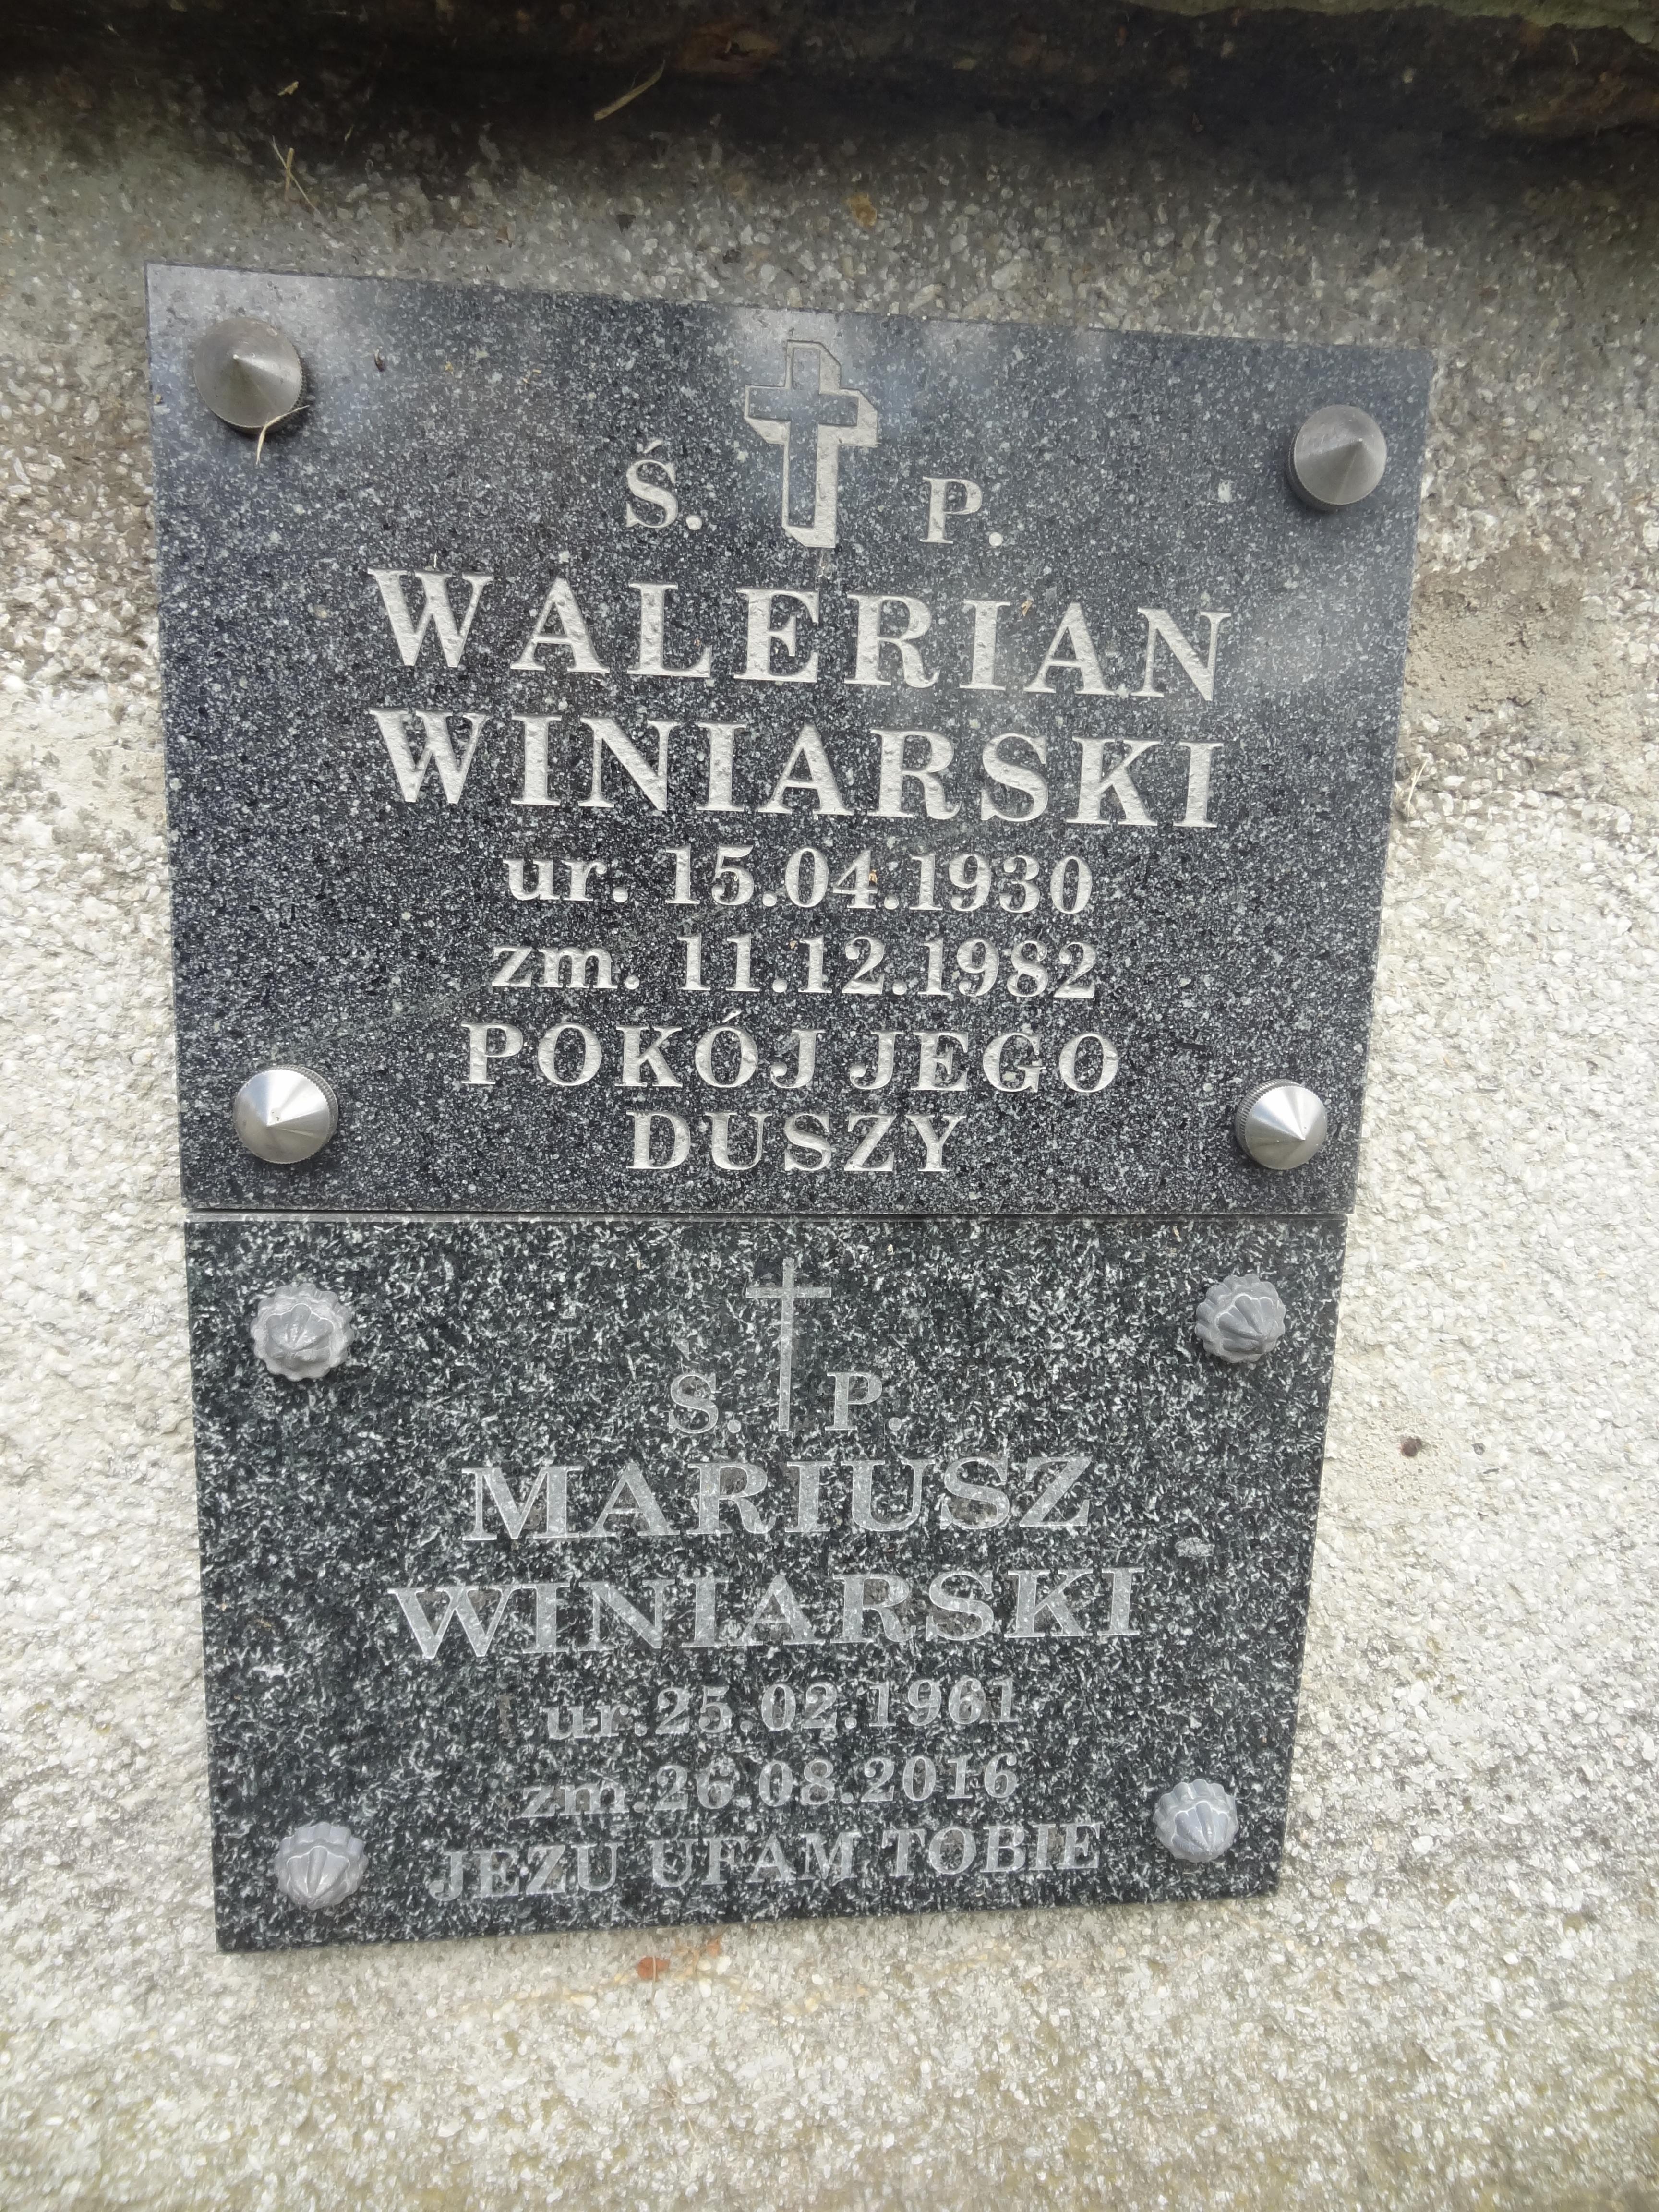 Ś. P.
WALERIAN
WINIARSKI
ur. 15.04.1930
zm. 11.12.1982
POKÓJ JEGO
DUSZY
Ś. P.
MARIUSZ
WINIARSKI
ur. 25.02.1961
zm. 26.08.2016
JEZU UFAM TOBIE